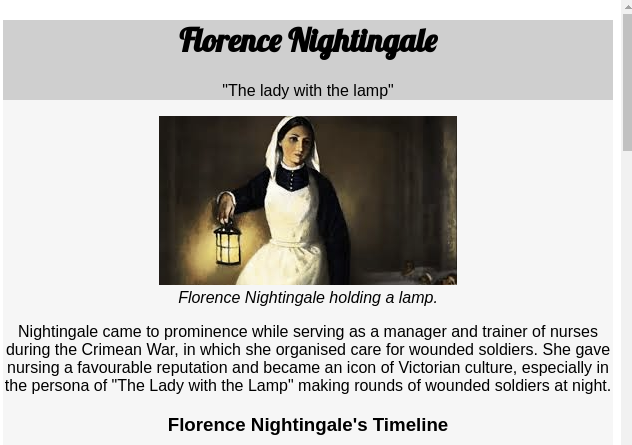 Florence Nightingale
"The lady with the lamp"
Florence Nightingale holding a lamp.
Nightingale came to prominence while serving as a manager and trainer of nurses
during the Crimean War, in which she organised care for wounded soldiers. She gave
nursing a favourable reputation and became an icon of Victorian culture, especially in
the persona of "The Lady with the Lamp" making rounds of wounded soldiers at night.
Florence Nightingale's Timeline